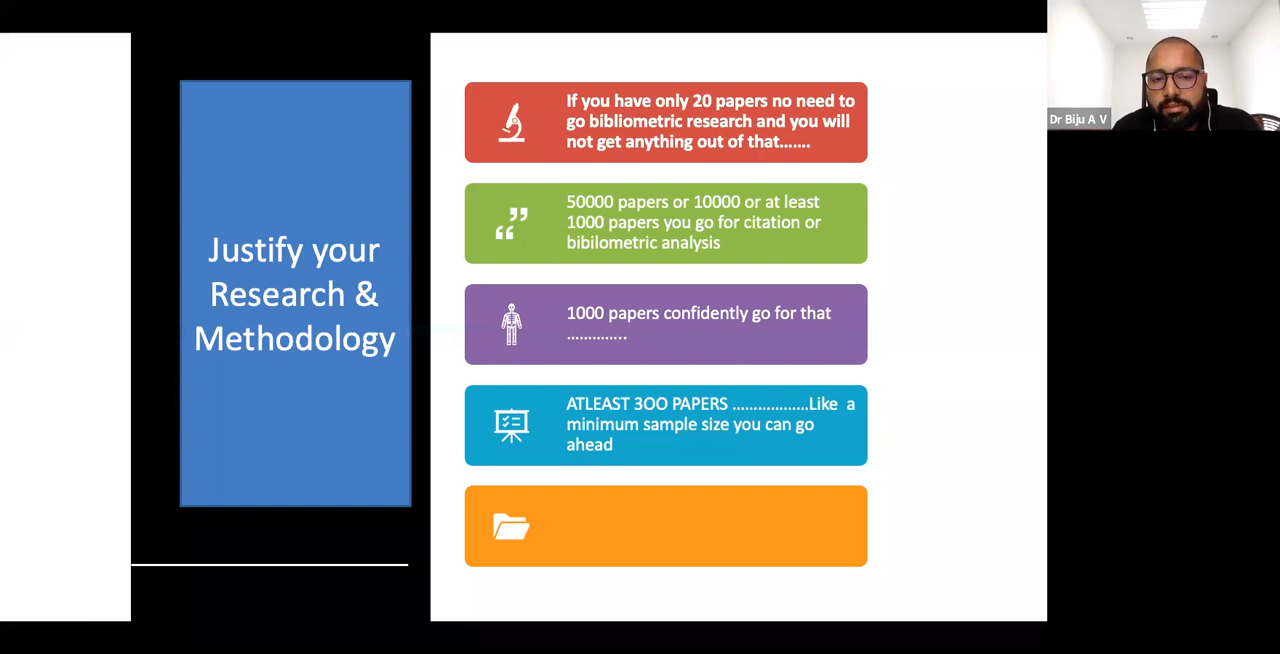 Justify your
Research &
Methodology
If you have only 20 papers no need to
go bibliometric research and you will
not get anything out of that.......
50000 papers or 10000 or at least
1000 papers you go for citation or
bibilometric analysis
1000 papers confidently go for that
..............
ATLEAST 3OO PAPERS ..................Like a
minimum sample size you can go
ahead
Dr Biju A V